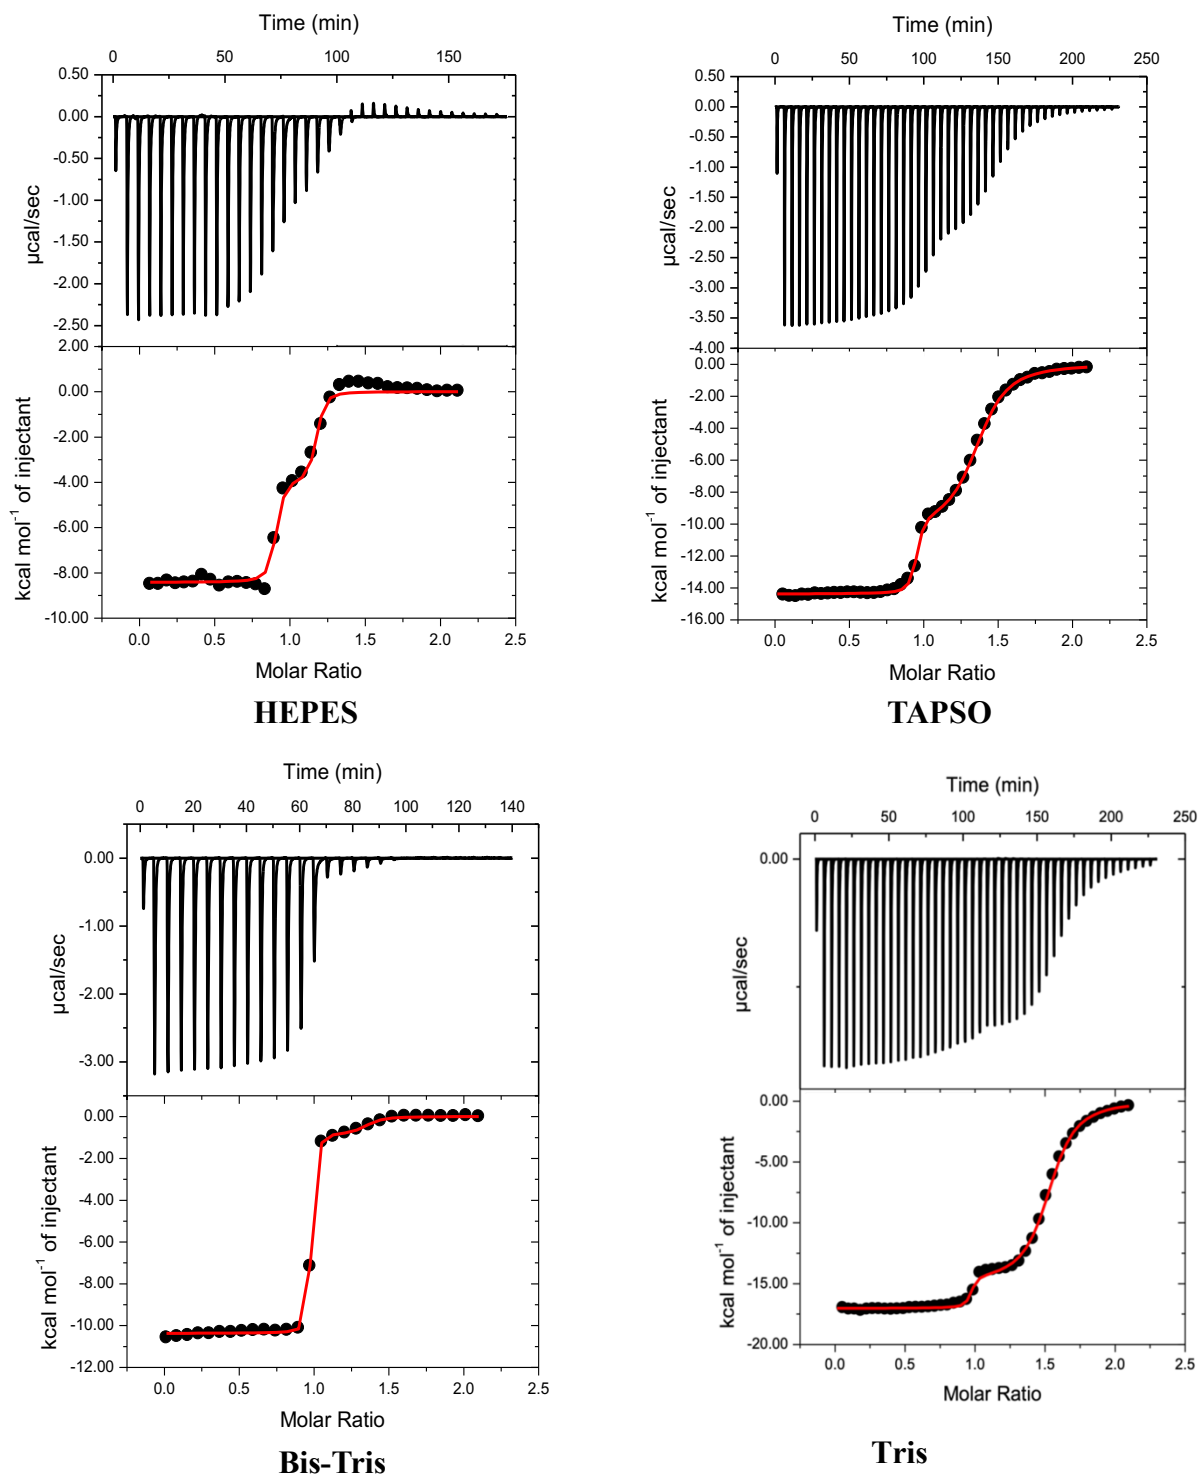 Time (min)
0 50 100 150
0.50
0.00
-0.50
-1.00
-1.50
-2.00
-2.50
µcal/sec
2.00
0.00
-2.00
-4.00
-6.00
-8.00
-10.00
kcal mol⁻¹ of injectant
0.0 0.5 1.0 1.5 2.0 2.5
Molar Ratio
HEPES
Time (min)
0 50 100 150 200 250
0.50
0.00
-0.50
-1.00
-1.50
-2.00
-2.50
-3.00
-3.50
-4.00
µcal/sec
0.00
-2.00
-4.00
-6.00
-8.00
-10.00
-12.00
-14.00
-16.00
kcal mol⁻¹ of injectant
0.0 0.5 1.0 1.5 2.0 2.5
Molar Ratio
TAPSO
Time (min)
0 20 40 60 80 100 120 140
0.00
-1.00
-2.00
-3.00
µcal/sec
0.00
-2.00
-4.00
-6.00
-8.00
-10.00
-12.00
kcal mol⁻¹ of injectant
0.0 0.5 1.0 1.5 2.0 2.5
Molar Ratio
Bis-Tris
Time (min)
0 50 100 150 200 250
0.00
µcal/sec
0.00
-5.00
-10.00
-15.00
-20.00
kcal mol⁻¹ of injectant
0.0 0.5 1.0 1.5 2.0 2.5
Molar Ratio
Tris